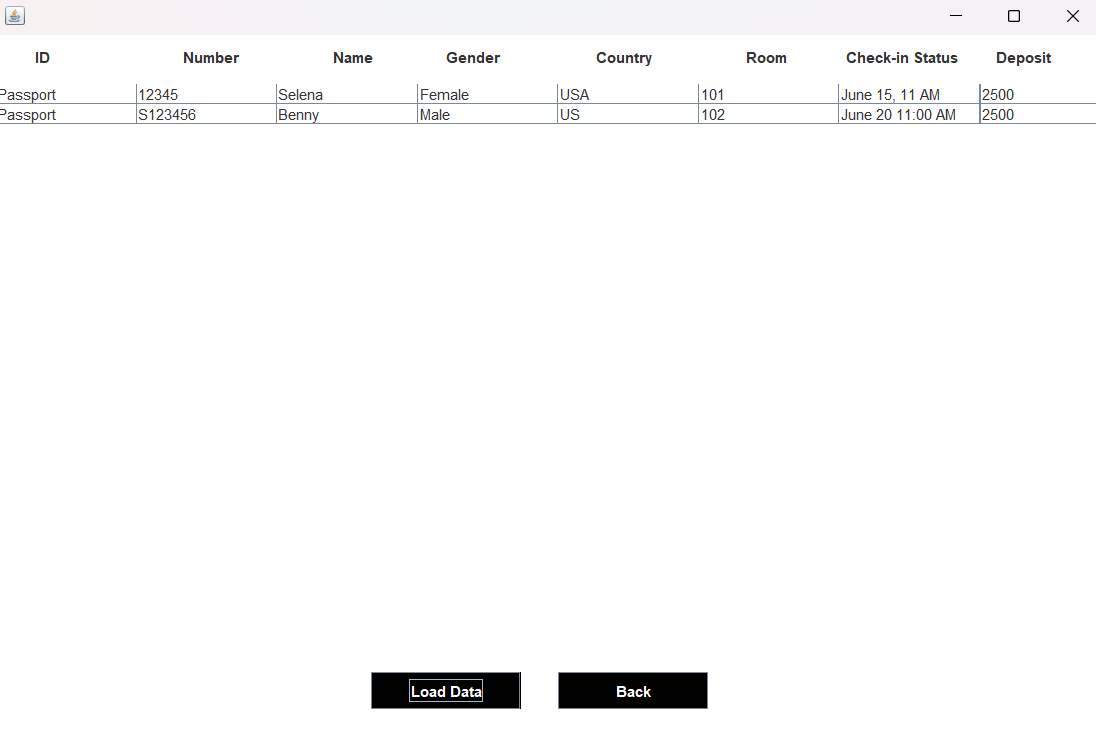 ID Number Name Gender Country Room Check-in Status Deposit
Passport 12345 Selena Female USA 101 June 15, 11 AM 2500
Passport S123456 Benny Male US 102 June 20 11:00 AM 2500
Load Data Back